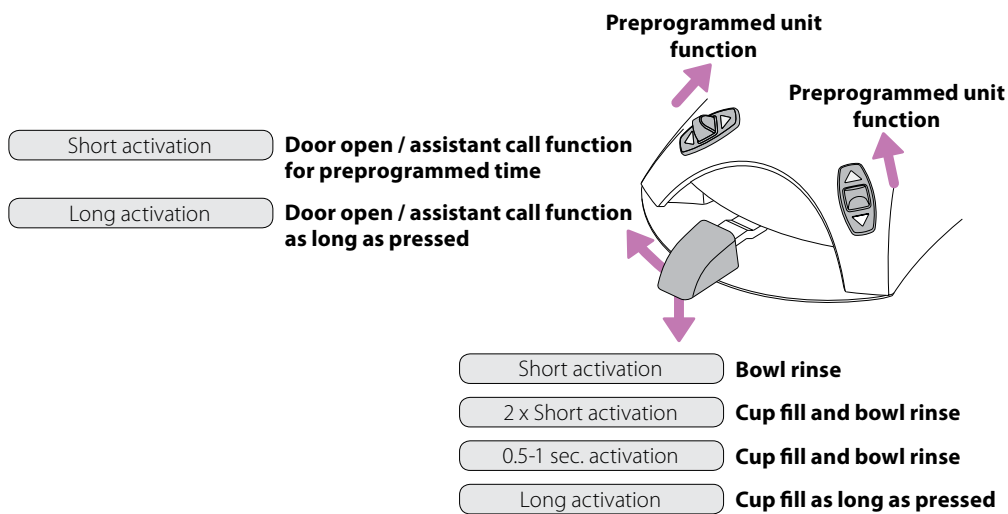 Preprogrammed unit
function
Preprogrammed unit
function
Short activation
Door open / assistant call function
for preprogrammed time
Long activation
Door open / assistant call function
as long as pressed
Short activation
Bowl rinse
2 x Short activation
Cup fill and bowl rinse
0.5-1 sec. activation
Cup fill and bowl rinse
Long activation
Cup fill as long as pressed